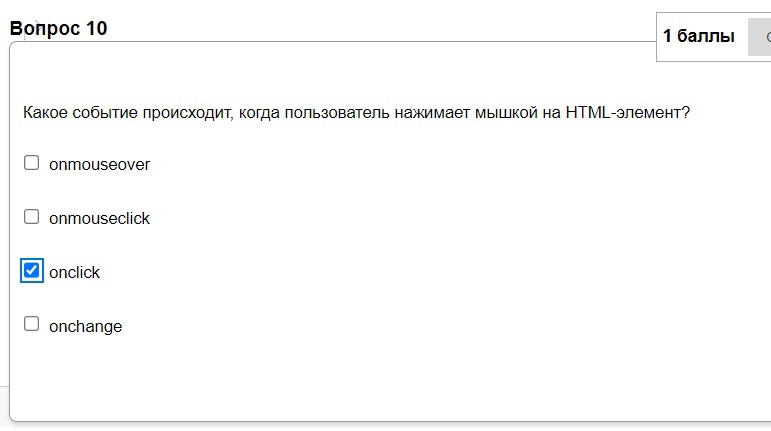 Вопрос 10
1 баллы
Какое событие происходит, когда пользователь нажимает мышкой на HTML-элемент?
onmouseover
onmouseclick
onclick
onchange